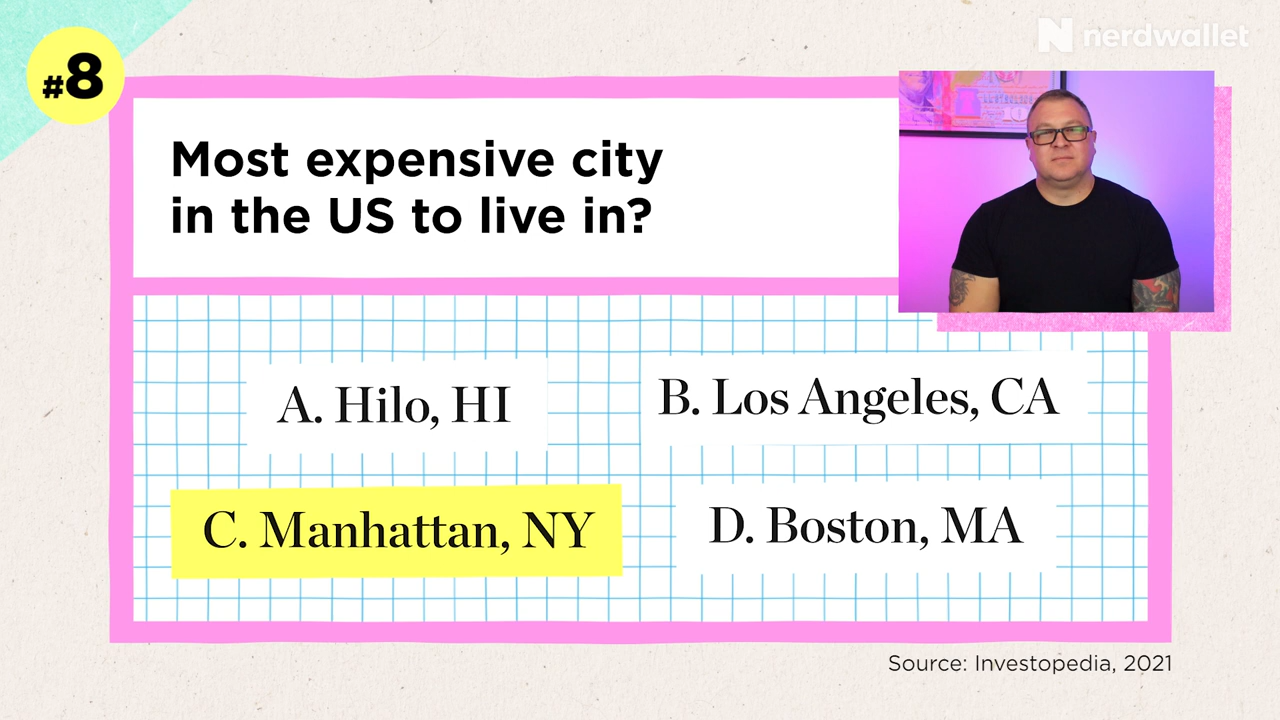 #8
nerdwallet
Most expensive city
in the US to live in?
A. Hilo, HI
B. Los Angeles, CA
C. Manhattan, NY
D. Boston, MA
Source: Investopedia, 2021